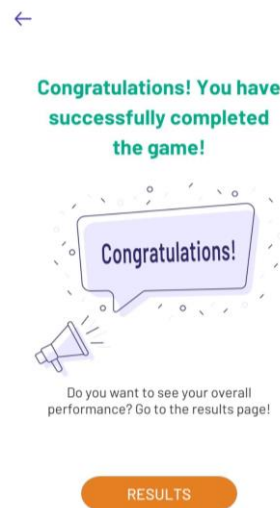 Congratulations! You have
successfully completed
the game!
Congratulations!
Do you want to see your overall
performance? Go to the results page!
RESULTS